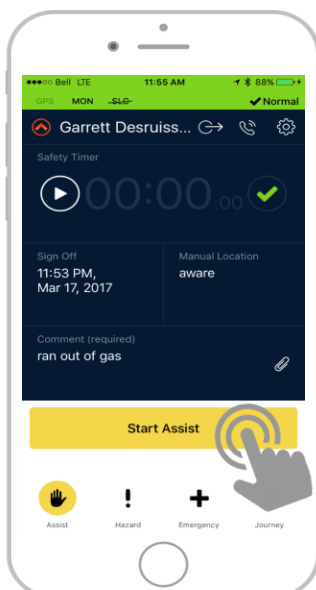 Bell LTE 11:55 AM 88%
GPS MON SLC Normal
Garrett Desruiss...
Safety Timer
00:00:00
Sign Off Manual Location
11:53 PM, aware
Mar 17, 2017
Comment (required)
ran out of gas
Start Assist
Assist Hazard Emergency Journey